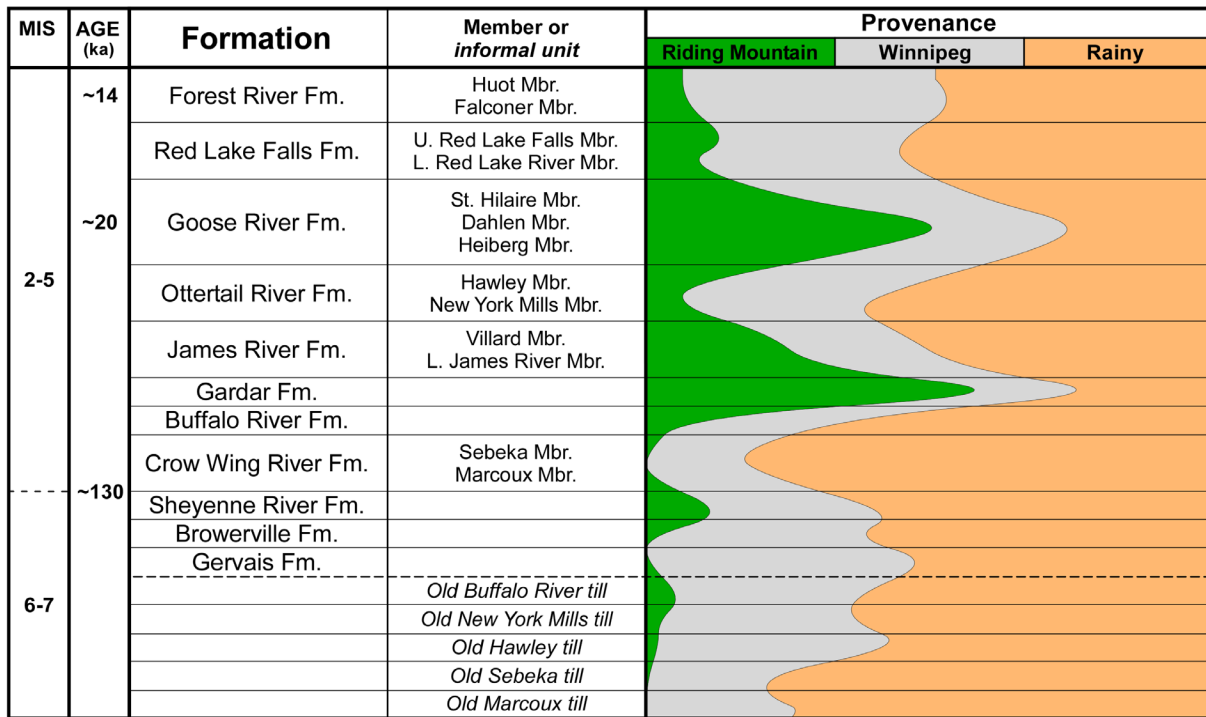 MIS
AGE
(ka)
Formation
Member or
informal unit
Provenance
Riding Mountain
Winnipeg
Rainy
~14
Forest River Fm.
Huot Mbr.
Falconer Mbr.
Red Lake Falls Fm.
U. Red Lake Falls Mbr.
L. Red Lake River Mbr.
~20
Goose River Fm.
St. Hilaire Mbr.
Dahlen Mbr.
Heiberg Mbr.
2-5
Ottertail River Fm.
Hawley Mbr.
New York Mills Mbr.
James River Fm.
Villard Mbr.
L. James River Mbr.
Gardar Fm.
Buffalo River Fm.
Crow Wing River Fm.
Sebeka Mbr.
Marcoux Mbr.
~130
Sheyenne River Fm.
Browerville Fm.
Gervais Fm.
6-7
Old Buffalo River till
Old New York Mills till
Old Hawley till
Old Sebeka till
Old Marcoux till